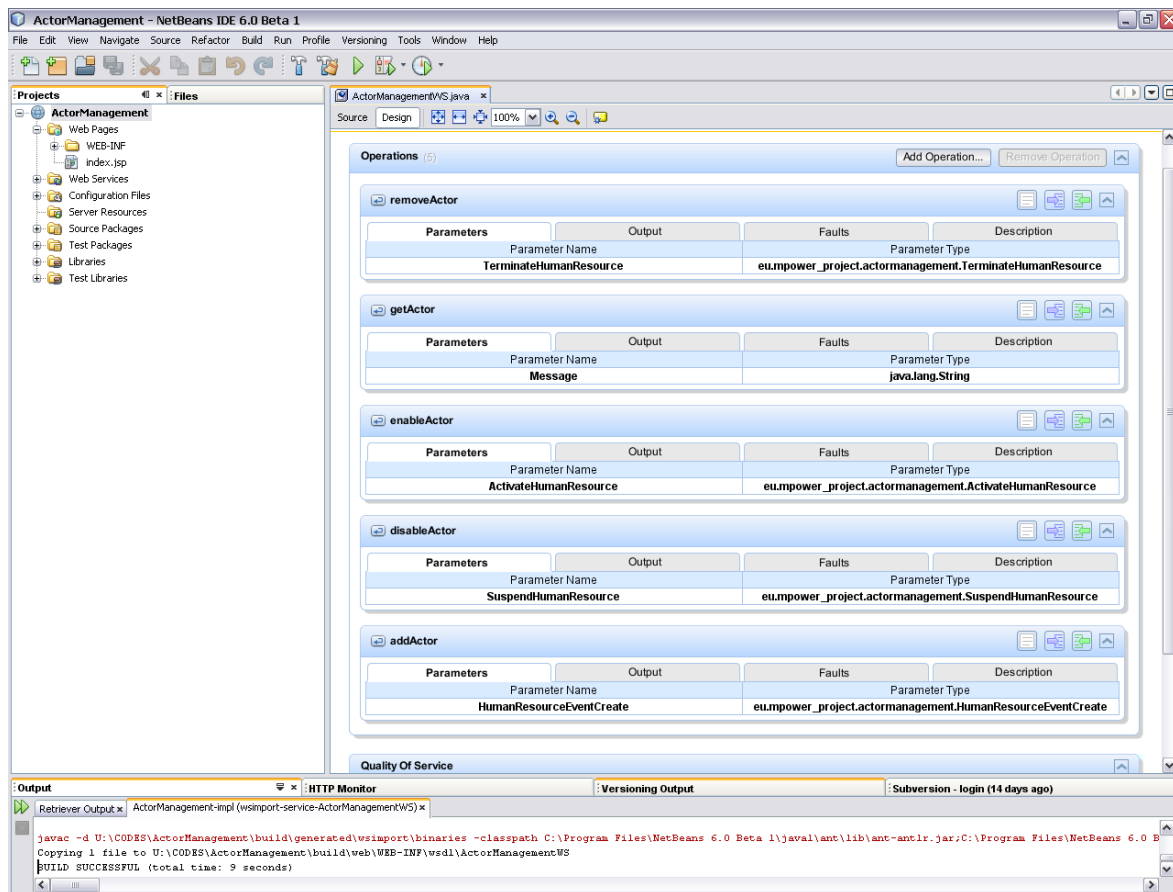 ActorManagement - NetBeans IDE 6.0 Beta 1
File Edit View Navigate Source Refactor Build Run Profile Versioning Tools Window Help
Projects Files
ActorManagement
Web Pages
WEB-INF
index.jsp
Web Services
Configuration Files
Server Resources
Source Packages
Test Packages
Libraries
Test Libraries
ActorManagementWS.java
Source Design 100%
Operations (5) Add Operation... Remove Operation
removeActor
Parameters Output Faults Description
Parameter Name Parameter Type
TerminateHumanResource eu.mpower_project.actormanagement.TerminateHumanResource
getActor
Parameters Output Faults Description
Parameter Name Parameter Type
Message java.lang.String
enableActor
Parameters Output Faults Description
Parameter Name Parameter Type
ActivateHumanResource eu.mpower_project.actormanagement.ActivateHumanResource
disableActor
Parameters Output Faults Description
Parameter Name Parameter Type
SuspendHumanResource eu.mpower_project.actormanagement.SuspendHumanResource
addActor
Parameters Output Faults Description
Parameter Name Parameter Type
HumanResourceEventCreate eu.mpower_project.actormanagement.HumanResourceEventCreate
Quality Of Service
Output HTTP Monitor Versioning Output Subversion - login (14 days ago)
Retriever Output ActorManagement-impl (wsimport-service-ActorManagementWS)
javac -d U:\CODES\ActorManagement\build\generated\wsimport\binaries -classpath C:\Program Files\NetBeans 6.0 Beta 1\java1\ant\lib\ant-antlr.jar;C:\Program Files\NetBeans 6.0 B
Copying 1 file to U:\CODES\ActorManagement\build\web\WEB-INF\wsdl\ActorManagementWS
BUILD SUCCESSFUL (total time: 9 seconds)